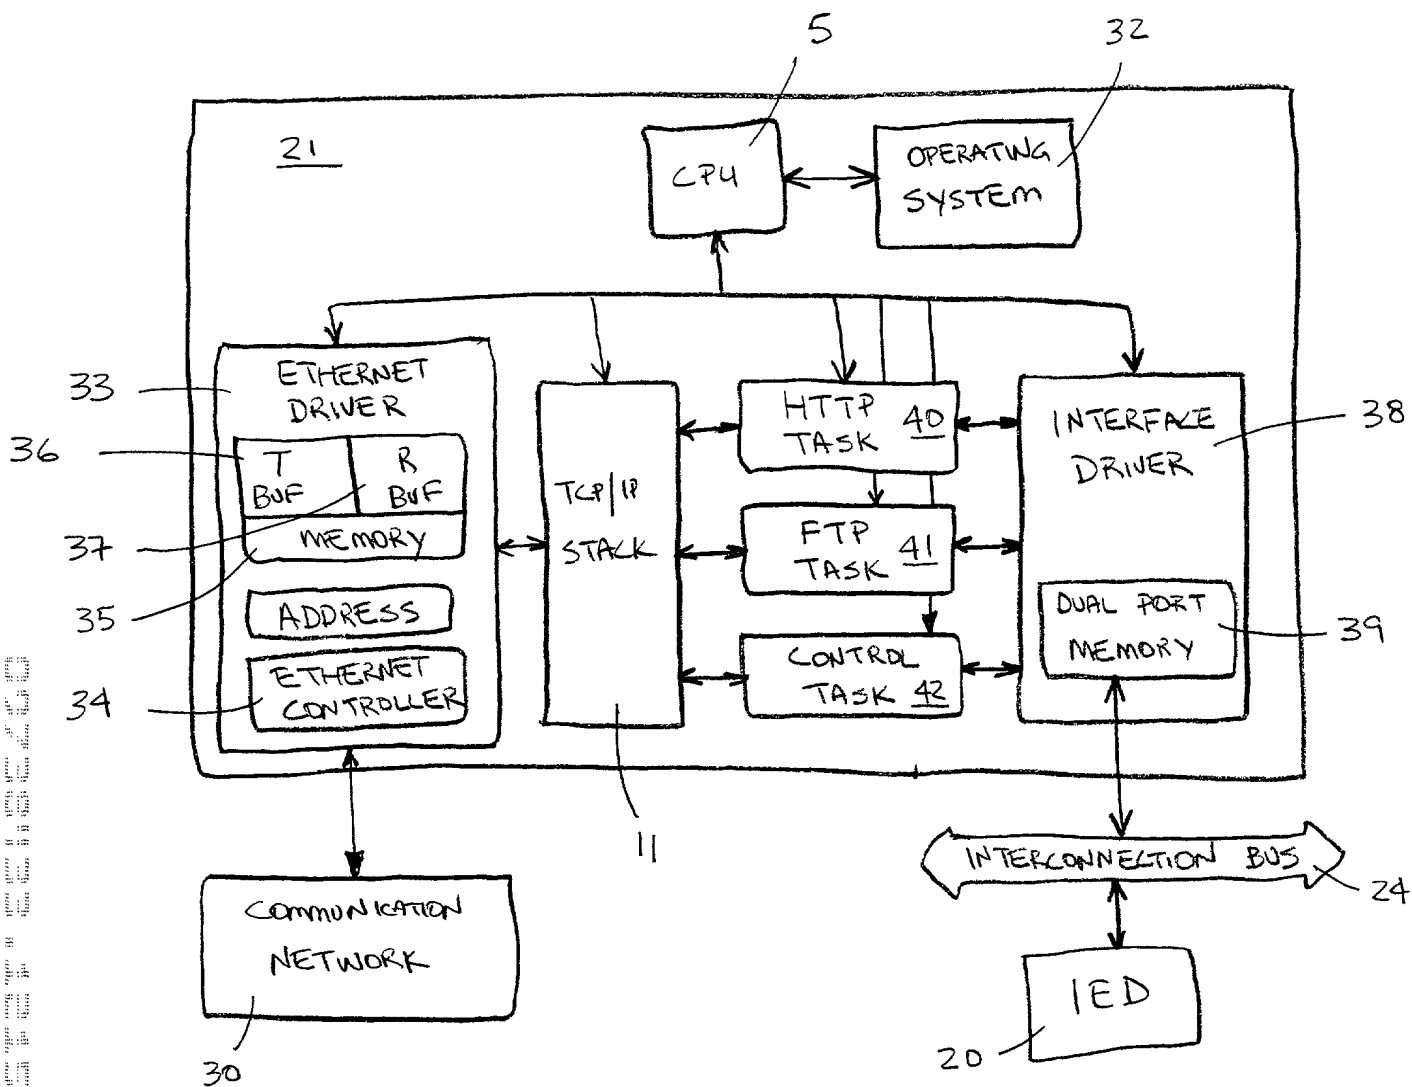 5
32
21
CPU
OPERATING
SYSTEM
33
ETHERNET
DRIVER
36
T
BUF
R
BUF
37
MEMORY
35
ADDRESS
34
ETHERNET
CONTROLLER
TCP/IP
STACK
11
HTTP
TASK 40
FTP
TASK 41
CONTROL
TASK 42
INTERFACE
DRIVER
38
DUAL PORT
MEMORY
39
INTERCONNECTION BUS
24
COMMUNICATION
NETWORK
30
IED
20